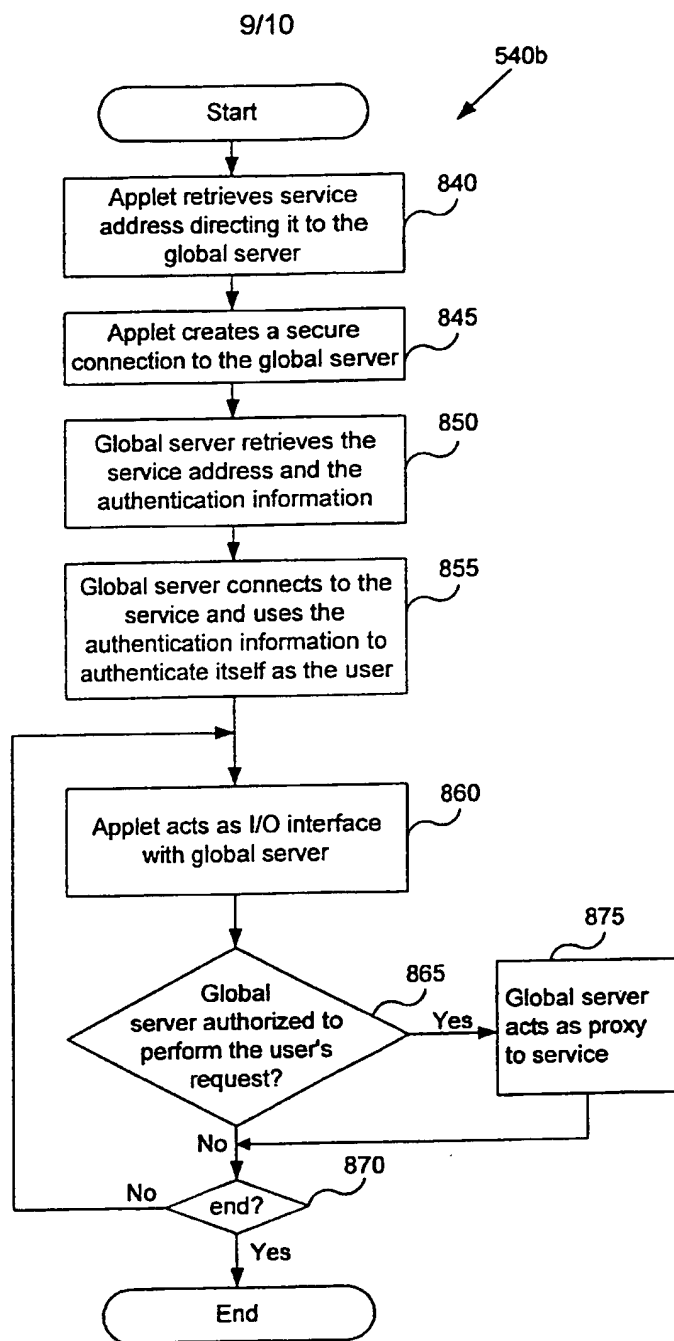 9/10
540b
Start
Applet retrieves service
address directing it to the
global server
840
Applet creates a secure
connection to the global server
845
Global server retrieves the
service address and the
authentication information
850
Global server connects to the
service and uses the
authentication information to
authenticate itself as the user
855
Applet acts as I/O interface
with global server
860
Global
server authorized to
perform the user's
request?
865
Yes
Global server
acts as proxy
to service
875
No
end?
870
No
Yes
End